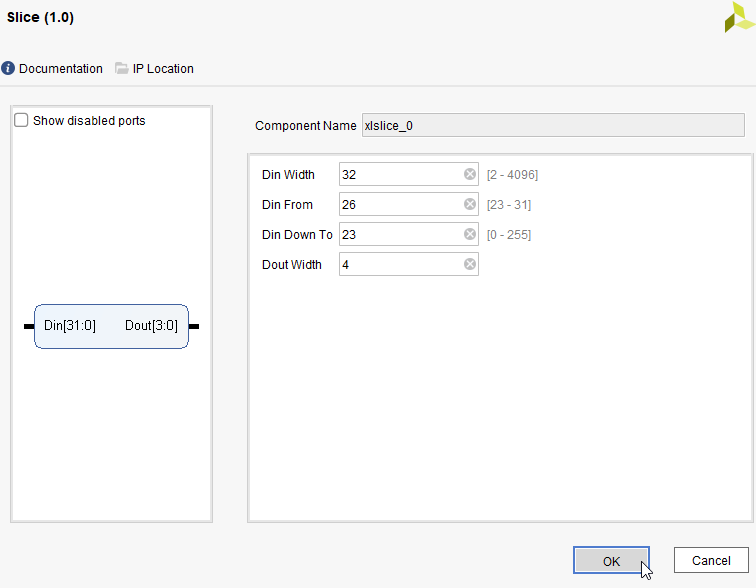 Slice (1.0)
Documentation IP Location
Show disabled ports
Component Name xlslice_0
Din Width 32 [2 - 4096]
Din From 26 [23 - 31]
Din Down To 23 [0 - 255]
Dout Width 4
Din[31:0] Dout[3:0]
OK Cancel